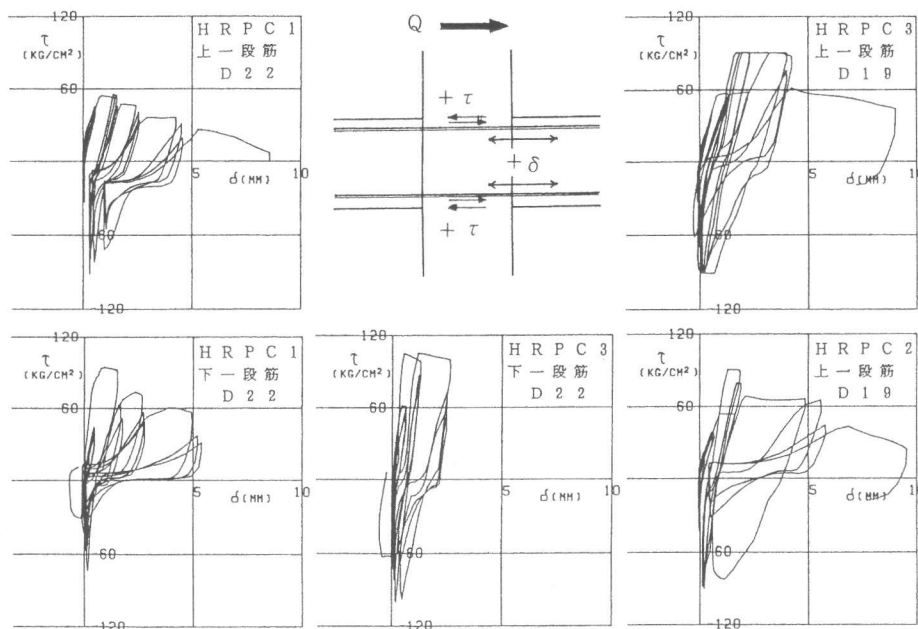 120
τ
(KG/CM²)
60
-60
-120
5
δ(MM)
10
HRPC1
上一段筋
D22
Q
+ τ
+ δ
+ τ
120
τ
(KG/CM²)
60
-60
-120
5
δ(MM)
10
HRPC3
上一段筋
D19
120
τ
(KG/CM²)
60
-60
-120
5
δ(MM)
10
HRPC1
下一段筋
D22
120
τ
(KG/CM²)
60
-60
-120
5
δ(MM)
10
HRPC3
下一段筋
D22
120
τ
(KG/CM²)
60
-60
-120
5
δ(MM)
10
HRPC2
上一段筋
D19